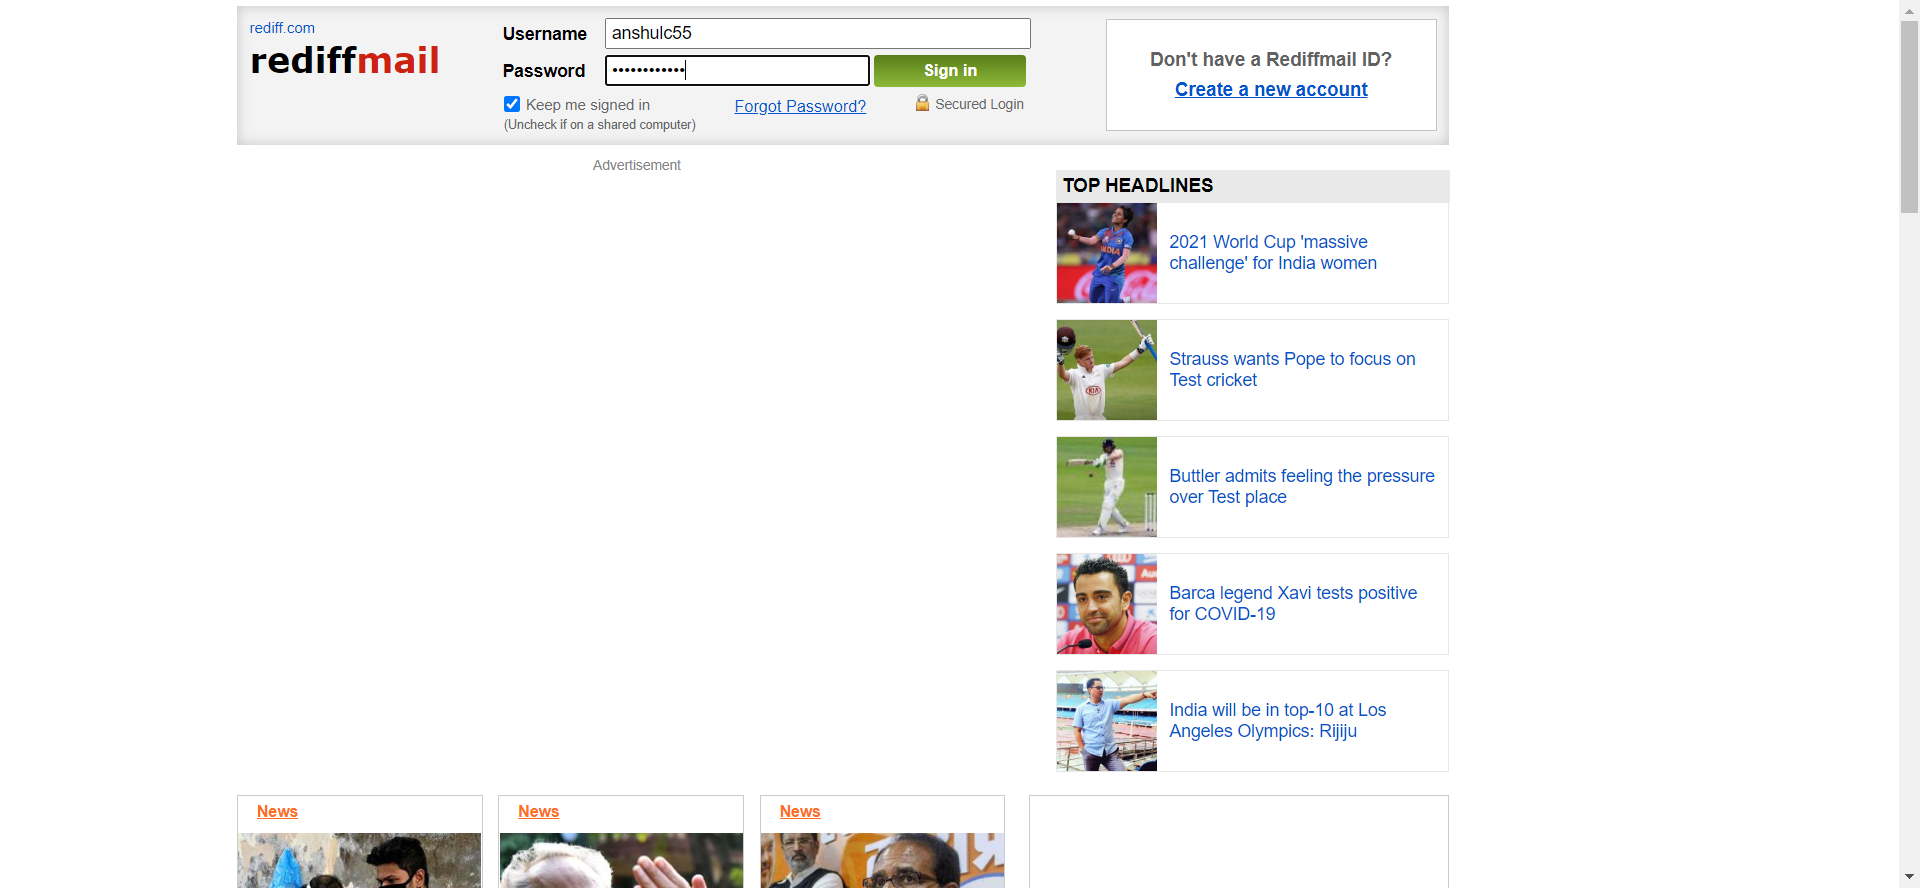 rediff.com
rediffmail
Username
anshulc55
Password
••••••••••••
Sign in
Keep me signed in
(Uncheck if on a shared computer)
Forgot Password?
Secured Login
Don't have a Rediffmail ID?
Create a new account
Advertisement
TOP HEADLINES
INDIA
2021 World Cup 'massive
challenge' for India women
KIA
Strauss wants Pope to focus on
Test cricket
Buttler admits feeling the pressure
over Test place
Barca legend Xavi tests positive
for COVID-19
India will be in top-10 at Los
Angeles Olympics: Rijiju
News
News
News